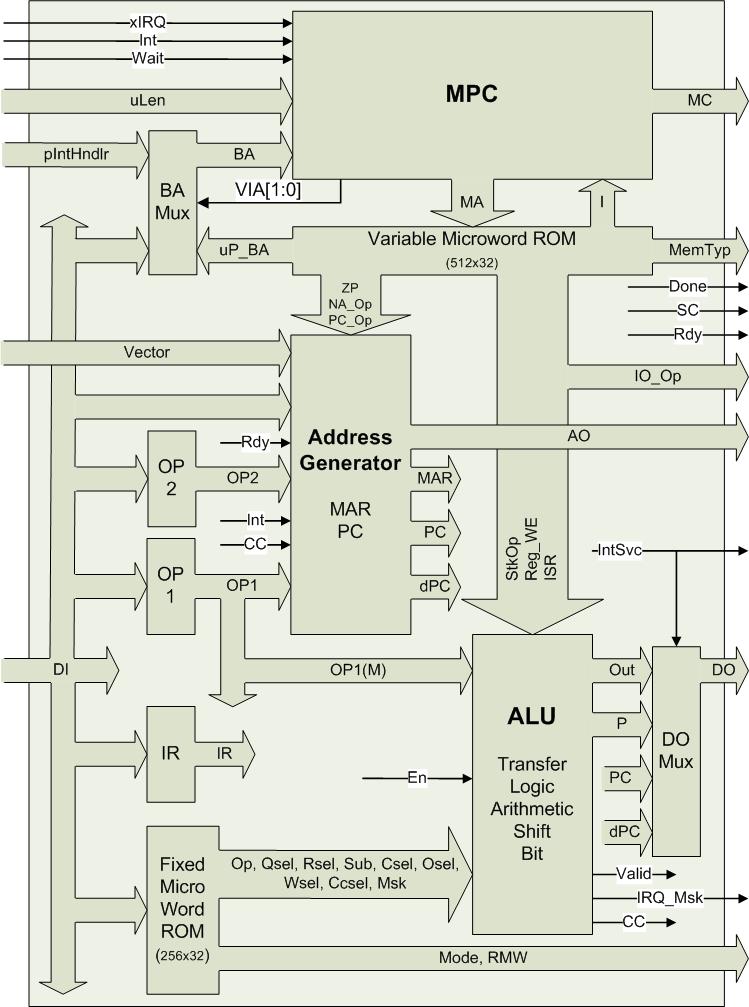 xIRQ
Int
Wait
MPC
uLen
MC
pIntHndlr
BA
BA
Mux
VIA[1:0]
MA
I
uP_BA
Variable Microword ROM
(512x32)
MemTyp
ZP
NA_Op
PC_Op
Done
SC
Rdy
Vector
IO_Op
Address
Generator
MAR
PC
AO
Rdy
OP
2
OP2
MAR
Int
PC
CC
StkOp
Reg_WE
ISR
IntSvc
OP
1
OP1
dPC
DI
OP1(M)
Out
DO
ALU
P
DO
Mux
IR
IR
Transfer
Logic
Arithmetic
Shift
Bit
En
PC
dPC
Fixed
Micro
Word
ROM
(256x32)
Op, Qsel, Rsel, Sub, Csel, Osel,
Wsel, Ccsel, Msk
Valid
IRQ_Msk
CC
Mode, RMW